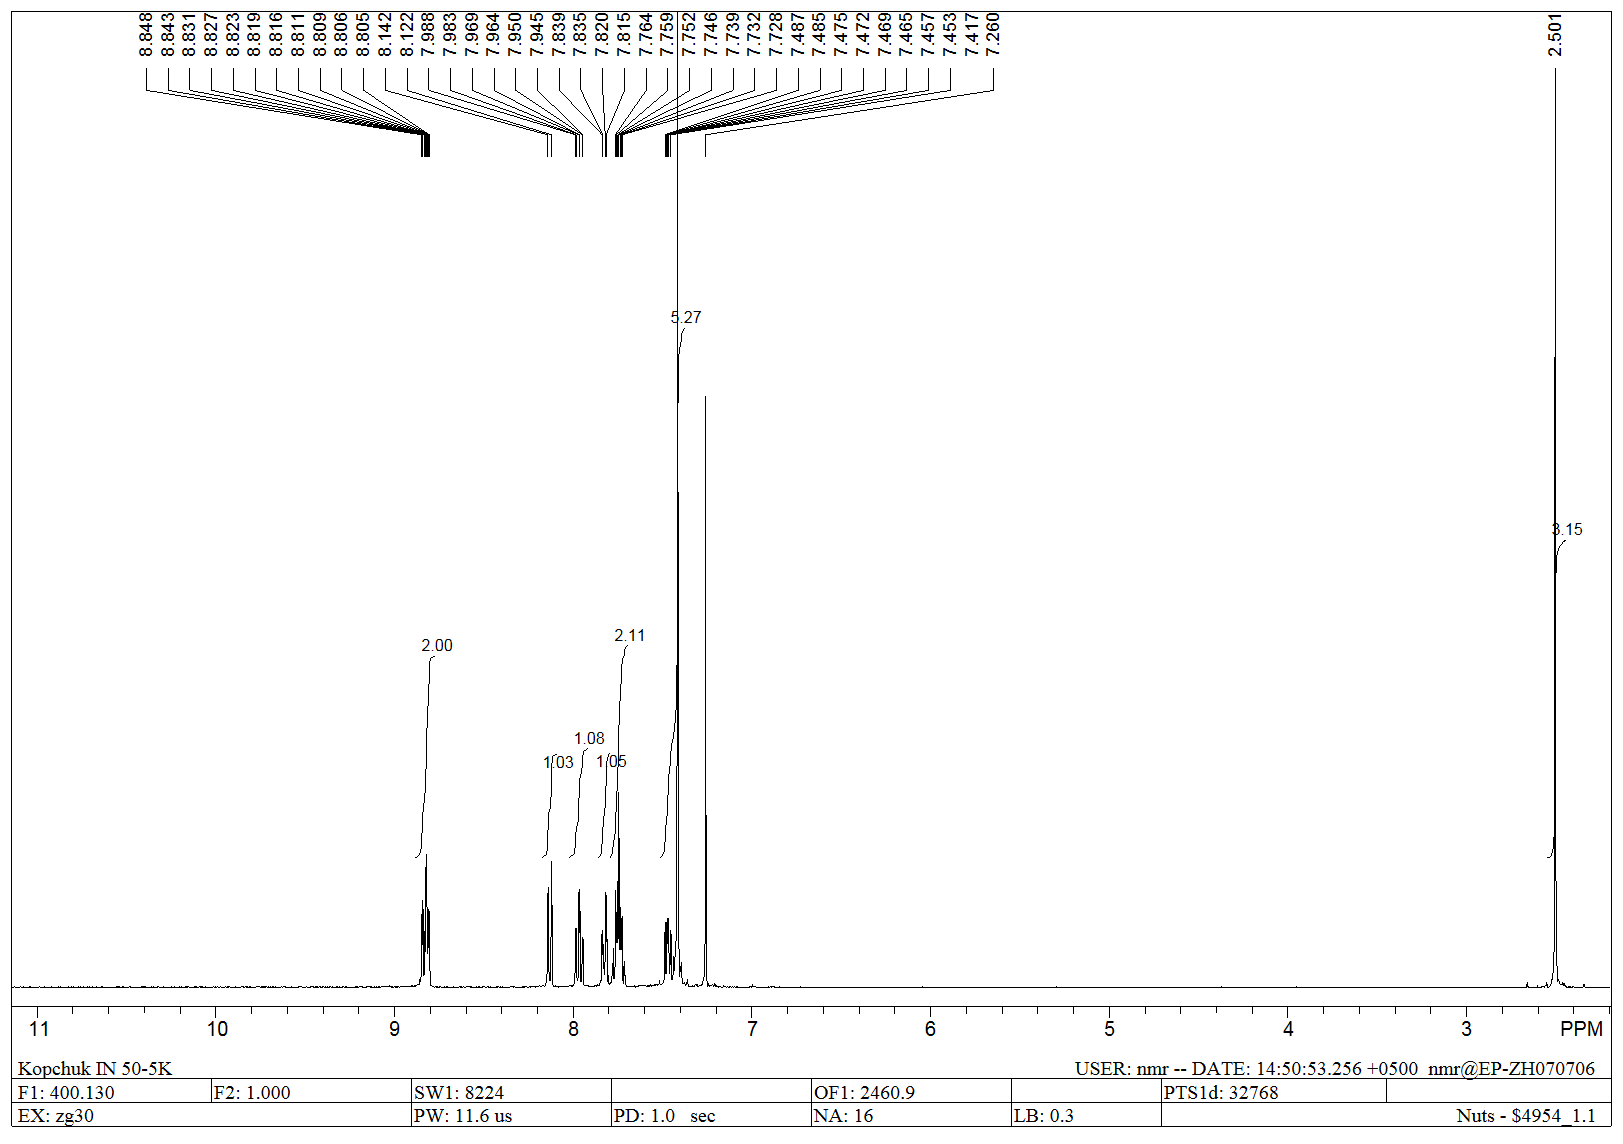 8.848 8.843 8.831 8.827 8.823 8.819 8.816 8.811 8.809 8.806 8.805 8.142 8.122 7.988 7.983 7.969 7.964 7.950 7.945 7.839 7.835 7.820 7.815 7.764 7.759 7.752 7.746 7.739 7.732 7.728 7.487 7.485 7.475 7.472 7.469 7.465 7.457 7.453 7.417 7.260 2.501
5.27
3.15
2.11
2.00
1.08
1.03 1.05
11 10 9 8 7 6 5 4 3 PPM
Kopchuk IN 50-5K USER: nmr -- DATE: 14:50:53.256 +0500 nmr@EP-ZH070706
F1: 400.130 F2: 1.000 SW1: 8224 OF1: 2460.9 PTS1d: 32768
EX: zg30 PW: 11.6 us PD: 1.0 sec NA: 16 LB: 0.3 Nuts - $4954_1.1